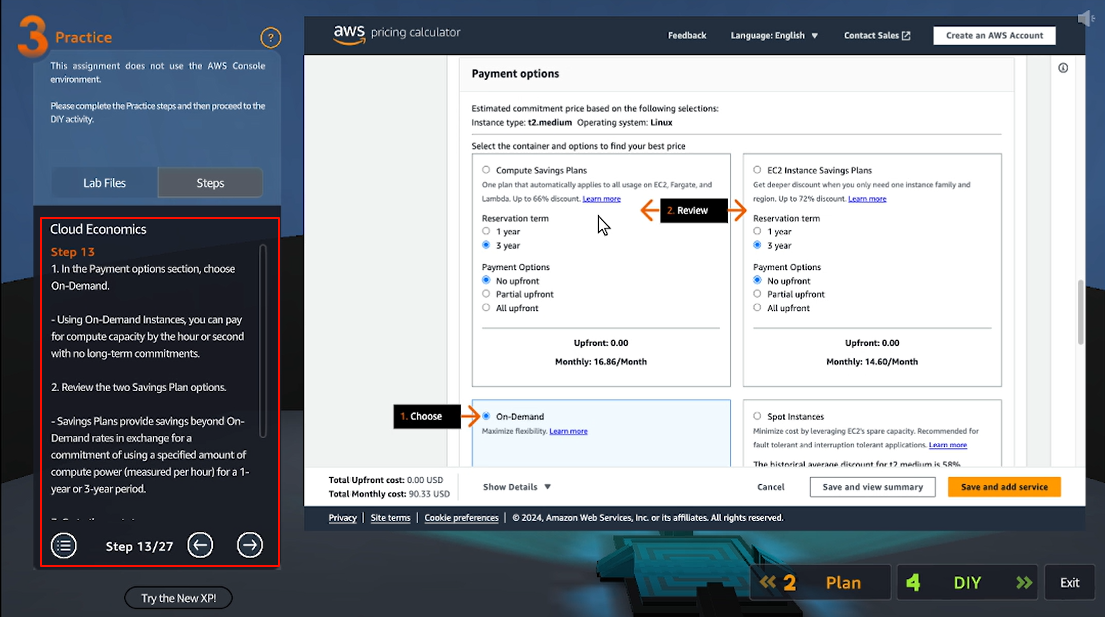 3 Practice
?
This assignment does not use the AWS Console
environment.
Please complete the Practice steps and then proceed to the
DIY activity.
Lab Files
Steps
Cloud Economics
Step 13
1. In the Payment options section, choose
On-Demand.
- Using On-Demand Instances, you can pay
for compute capacity by the hour or second
with no long-term commitments.
2. Review the two Savings Plan options.
- Savings Plans provide savings beyond On-
Demand rates in exchange for a
commitment of using a specified amount of
compute power (measured per hour) for a 1-
year or 3-year period.
Step 13/27
Try the New XP!
aws pricing calculator
Feedback
Language: English
Contact Sales
Create an AWS Account
Payment options
Estimated commitment price based on the following selections:
Instance type: t2.medium Operating system: Linux
Select the container and options to find your best price
Compute Savings Plans
One plan that automatically applies to all usage on EC2, Fargate, and
Lambda. Up to 66% discount. Learn more
Reservation term
1 year
3 year
Payment Options
No upfront
Partial upfront
All upfront
Upfront: 0.00
Monthly: 16.86/Month
2. Review
EC2 Instance Savings Plans
Get deeper discount when you only need one instance family and
region. Up to 72% discount. Learn more
Reservation term
1 year
3 year
Payment Options
No upfront
Partial upfront
All upfront
Upfront: 0.00
Monthly: 14.60/Month
1. Choose
On-Demand
Maximize flexibility. Learn more
Spot Instances
Minimize cost by leveraging EC2's spare capacity. Recommended for
fault tolerant and interruption tolerant applications. Learn more
The historical average discount for t2.medium is 58%.
Total Upfront cost: 0.00 USD
Total Monthly cost: 90.33 USD
Show Details
Cancel
Save and view summary
Save and add service
Privacy | Site terms | Cookie preferences | © 2024, Amazon Web Services, Inc. or its affiliates. All rights reserved.
2 Plan
4 DIY
Exit